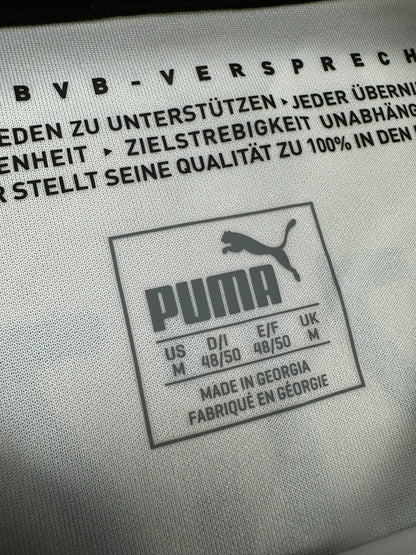 BVB-VERSPRECH
EDEN ZU UNTERSTÜTZEN ▸ JEDER ÜBERNI
ENHEIT ▸ ZIELSTREBIGKEIT UNABHÄNG
R STELLT SEINE QUALITÄT ZU 100% IN DEN
PUMA
US D/I E/F UK
M 48/50 48/50 M
MADE IN GEORGIA
FABRIQUÉ EN GÉORGIE